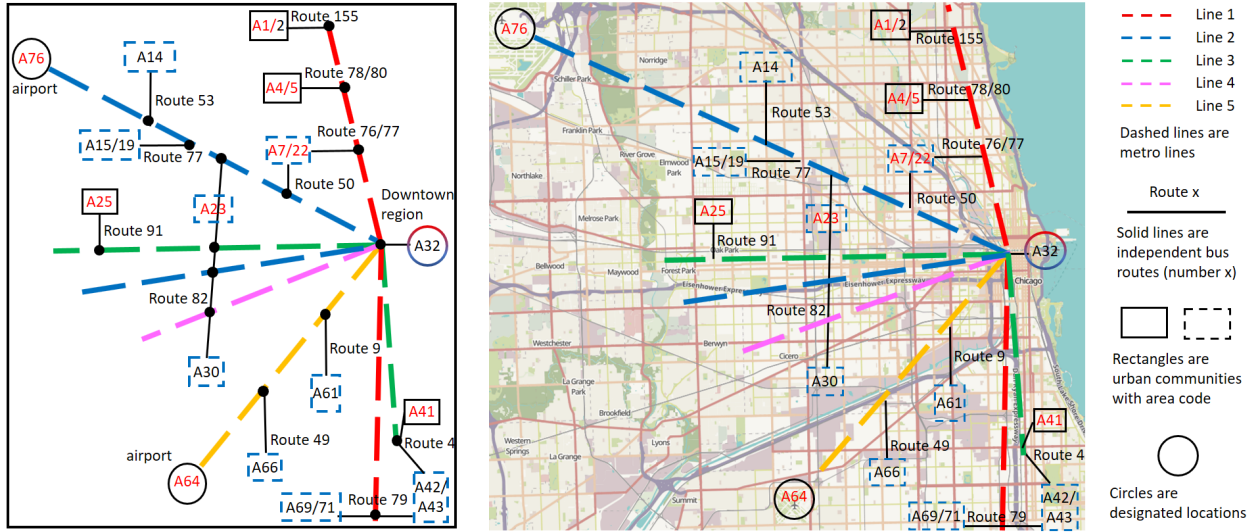 A1/2
Route 155
A76
airport
A14
Route 78/80
A4/5
Route 53
Route 76/77
A15/19
Route 77
A7/22
Route 50
Downtown
region
A25
A23
Route 91
A32
Route 82
Route 9
A30
A61
A41
Route 49
Route 4
airport
A66
A64
A42/
A43
A69/71
Route 79
A76
A1/2
Route 155
Norridge
Schiller Park
A14
Route 78/80
A4/5
Route 53
Franklin Park
River Grove
Elmwood
Park
A15/19
Route 77
A7/22
Route 76/77
Northlake
Route 50
Melrose Park
A25
A23
Route 91
Oak Park
Bellwood
Maywood
Forest Park
A32
Eisenhower Expressway
Eisenhower Expressway
Chicago
Route 82
Westchester
Berwyn
Cicero
Route 9
La Grange
Park
A30
A61
Brookfield
A41
Western
Springs
La Grange
Lyons
Route 49
Route 4
A66
Summit
A64
A42/
A43
A69/71
Route 79
Line 1
Line 2
Line 3
Line 4
Line 5
Dashed lines are
metro lines
Route x
Solid lines are
independent bus
routes (number x)
Rectangles are
urban communities
with area code
Circles are
designated locations